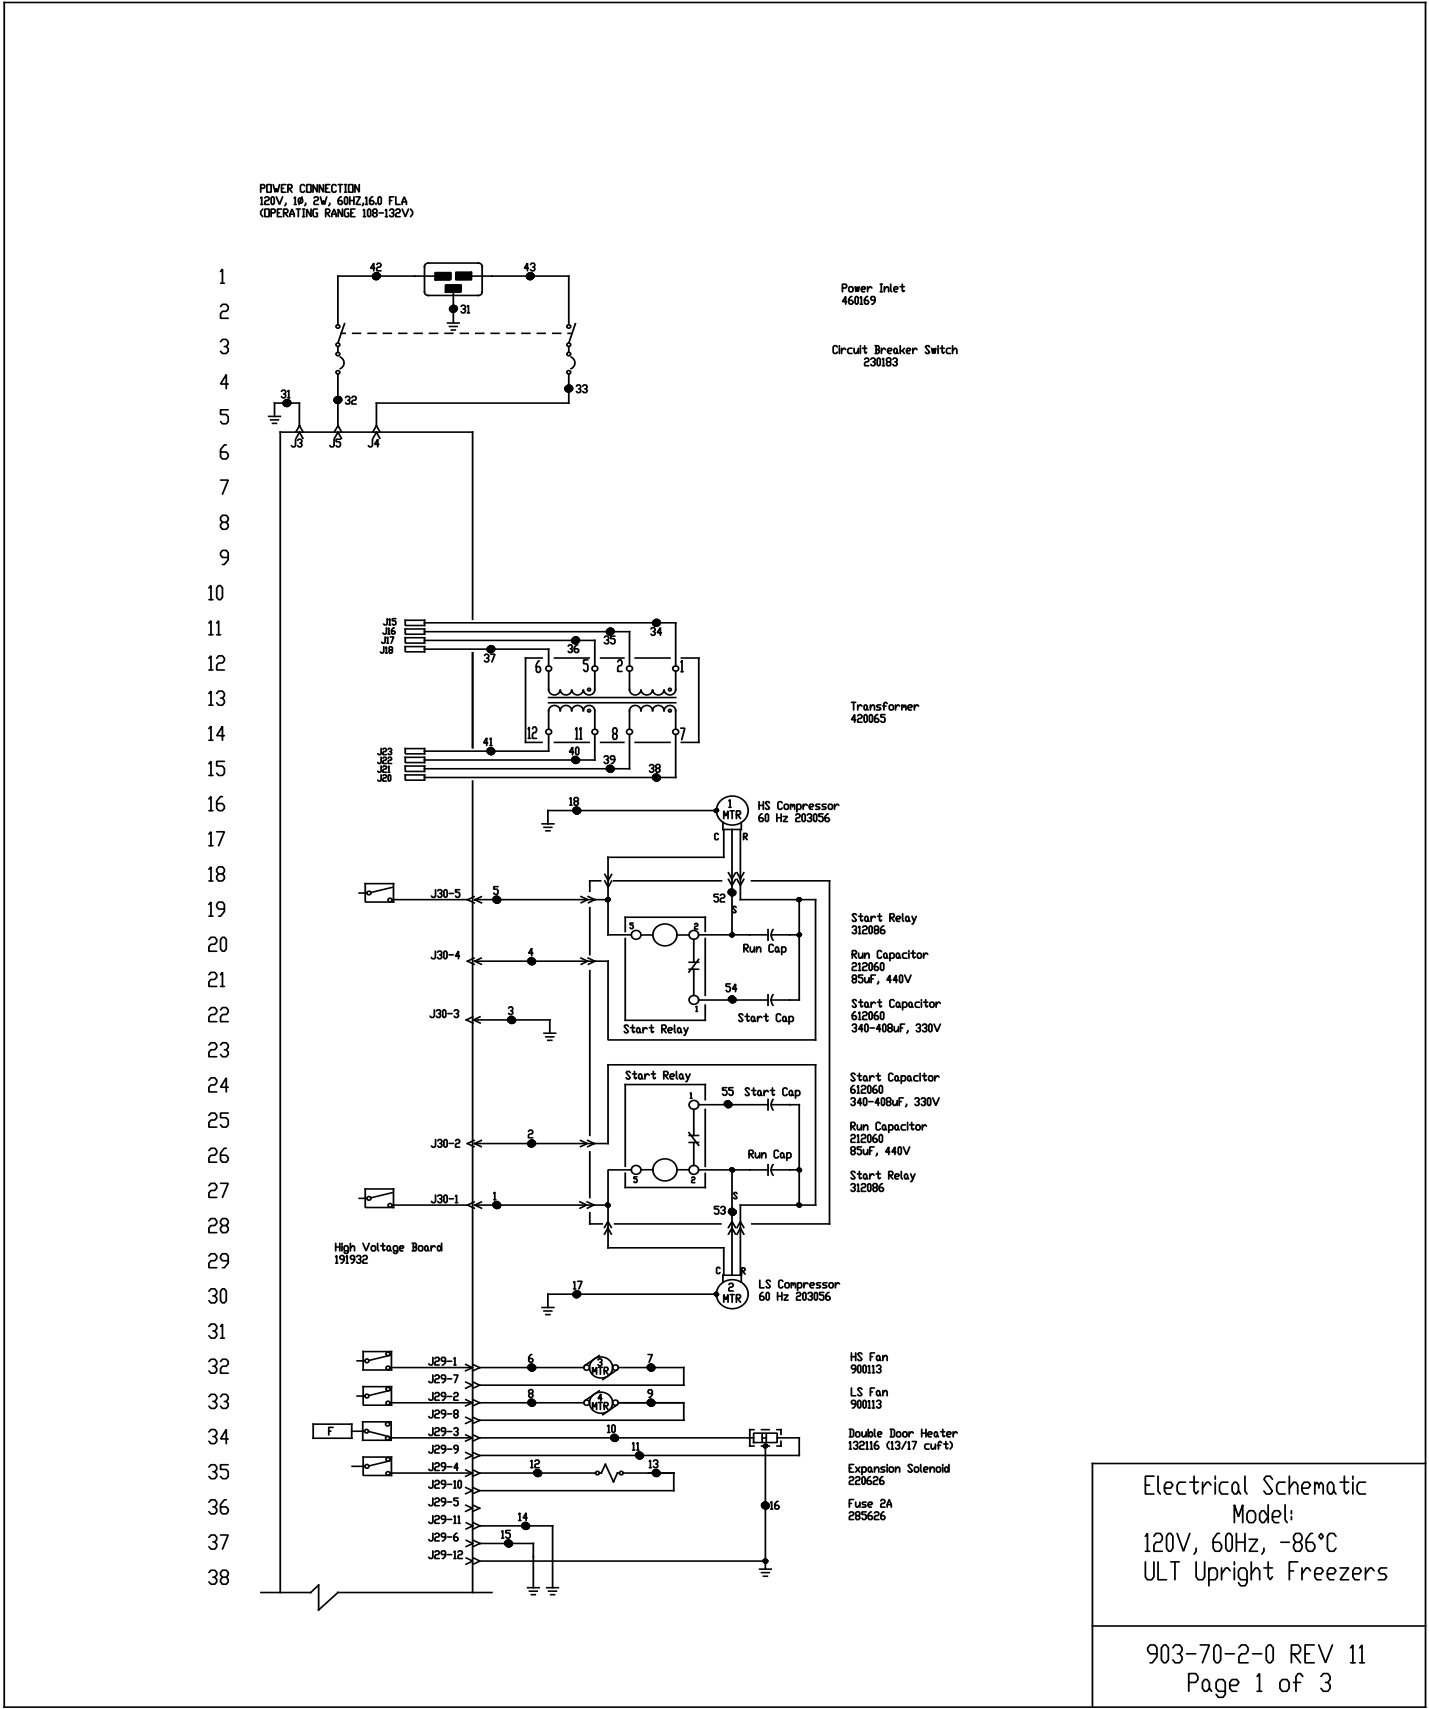 POWER CONNECTION
120V, 1Ø, 2W, 60HZ,16.0 FLA
(OPERATING RANGE 108-132V)
1
42
43
Power Inlet
460169
2
31
3
Circuit Breaker Switch
230183
4
33
31
32
5
J3
J5
J4
6
7
8
9
10
11
J15
J16
J17
J18
34
35
36
37
12
6
5
2
1
13
Transformer
420065
14
12
11
8
7
41
40
39
38
15
J23
J22
J21
J20
16
18
1
MTR
HS Compressor
60 Hz 203056
17
C
R
18
J30-5
5
52
S
19
Start Relay
312086
20
5
2
Run Cap
J30-4
4
Run Capacitor
212060
85uF, 440V
21
54
Start Capacitor
612060
340-408uF, 330V
22
J30-3
3
1
Start Cap
Start Relay
23
24
Start Relay
Start Capacitor
612060
340-408uF, 330V
1
55
Start Cap
25
Run Capacitor
212060
85uF, 440V
J30-2
2
26
Run Cap
5
2
Start Relay
312086
27
J30-1
1
S
53
28
High Voltage Board
191932
29
C
R
30
17
2
MTR
LS Compressor
60 Hz 203056
31
32
J29-1
6
3
MTR
7
HS Fan
900113
J29-7
33
J29-2
8
4
MTR
9
LS Fan
900113
J29-8
34
F
J29-3
10
Double Door Heater
132116 (13/17 cuft)
J29-9
11
35
J29-4
12
13
Expansion Solenoid
220626
J29-10
36
J29-5
16
Fuse 2A
285626
J29-11
14
37
J29-6
15
J29-12
38
Electrical Schematic
Model:
120V, 60Hz, -86°C
ULT Upright Freezers
903-70-2-0 REV 11
Page 1 of 3